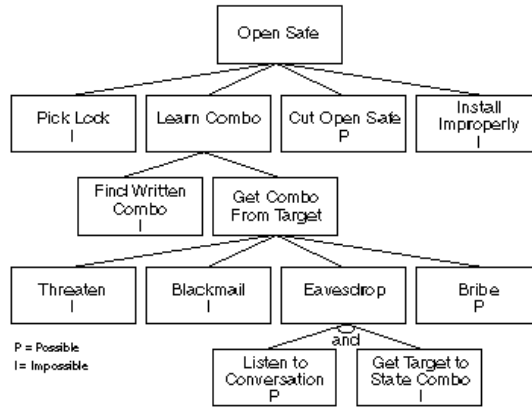 Open Safe
Pick Lock
I
Learn Combo
Cut Open Safe
P
Install
Improperly
I
Find Written
Combo
I
Get Combo
From Target
Threaten
I
Blackmail
I
Eavesdrop
Bribe
P
and
P = Possible
I = Impossible
Listen to
Conversation
P
Get Target to
State Combo
I